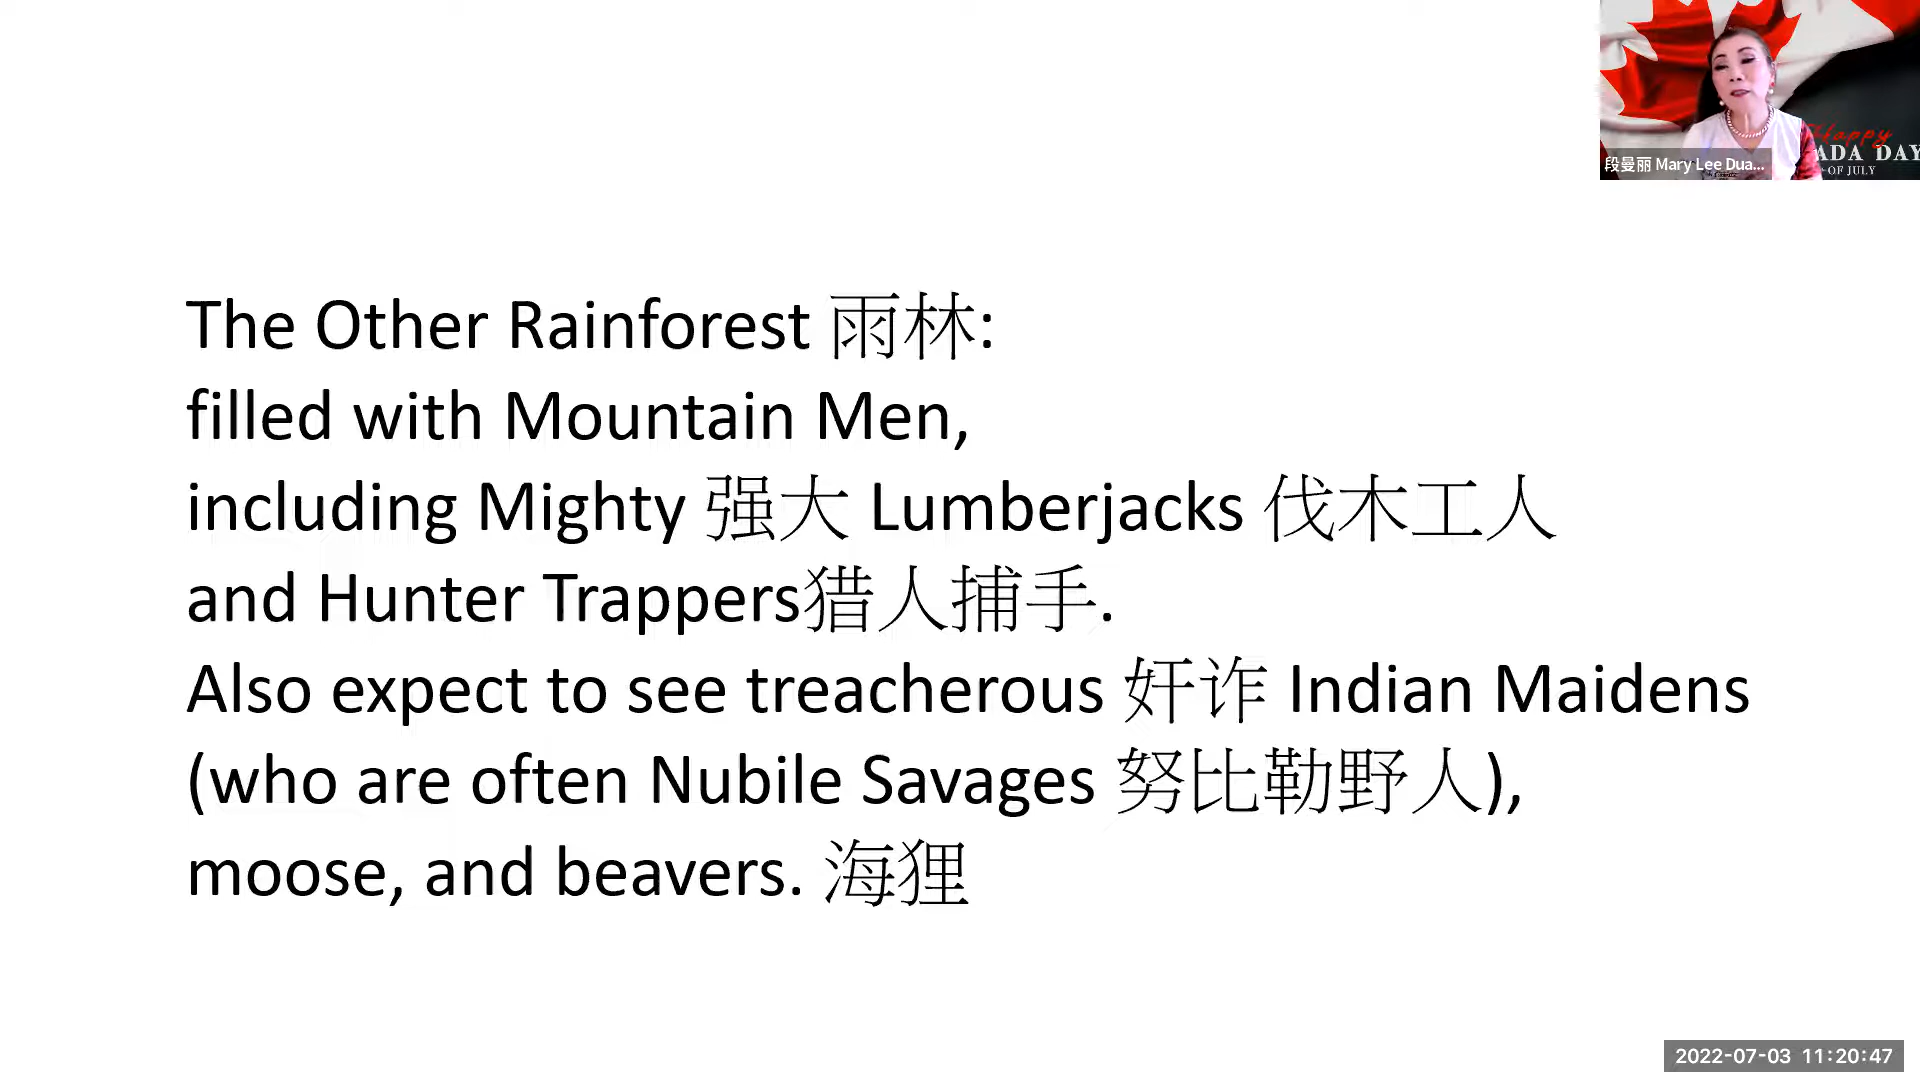 Happy
ADA DAY
OF JULY
段曼丽 Mary Lee Dua...
The Other Rainforest 雨林:
filled with Mountain Men,
including Mighty 强大 Lumberjacks 伐木工人
and Hunter Trappers猎人捕手.
Also expect to see treacherous 奸诈 Indian Maidens
(who are often Nubile Savages 努比勒野人),
moose, and beavers. 海狸
2022-07-03 11:20:47